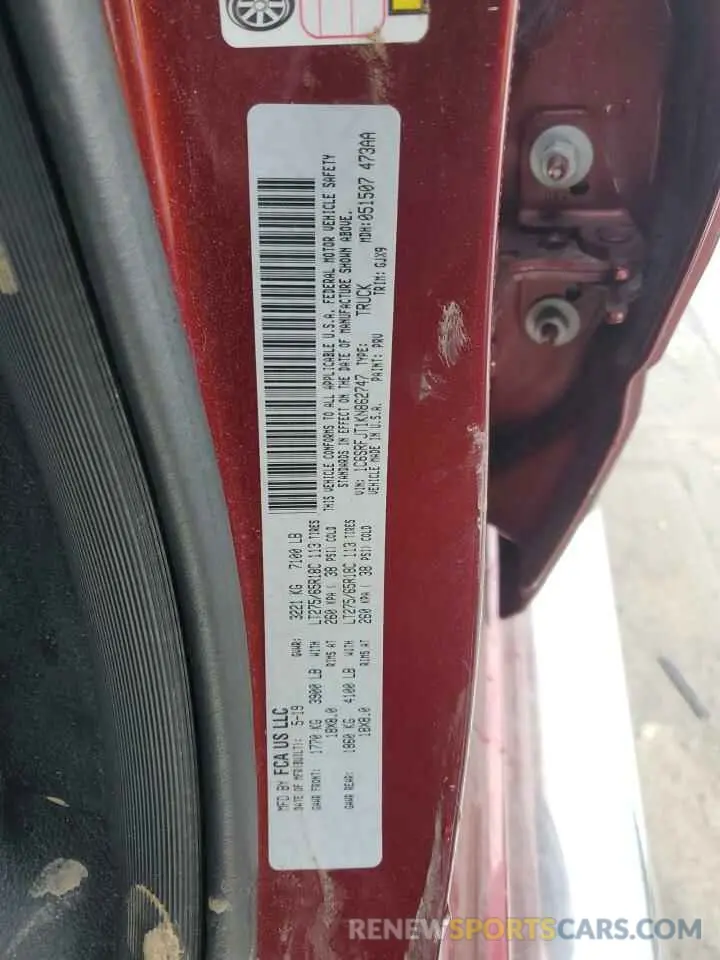 MFD BY FCA US LLC
DATE OF MFR(BUILT): 5-19 GVWR: 3221 KG 7100 LB
GAWR FRONT: 1770 KG 3900 LB WITH LT275/65R18C 113 TIRES
18X8.0 RIMS AT 260 KPA ( 38 PSI) COLD
GAWR REAR: 1860 KG 4100 LB WITH LT275/65R18C 113 TIRES
18X8.0 RIMS AT 260 KPA ( 38 PSI) COLD
THIS VEHICLE CONFORMS TO ALL APPLICABLE U.S.A. FEDERAL MOTOR VEHICLE SAFETY
STANDARDS IN EFFECT ON THE DATE OF MANUFACTURE SHOWN ABOVE.
VIN: 1C6SRFJT1KN862747 TYPE: TRUCK MDH:051507 473AA
VEHICLE MADE IN U.S.A. PAINT: PRV TRIM: GJX9
RENEWSPORTSCARS.COM